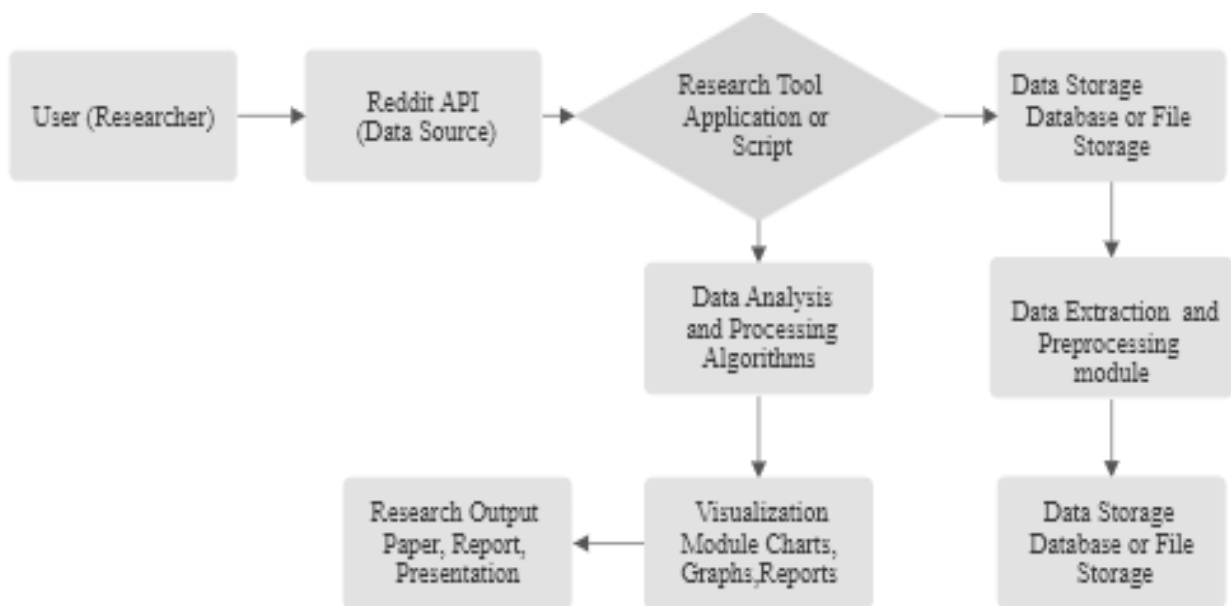 User (Researcher)
Reddit API
(Data Source)
Research Tool
Application or
Script
Data Storage
Database or File
Storage
Data Analysis
and Processing
Algorithms
Data Extraction and
Preprocessing
module
Research Output
Paper, Report,
Presentation
Visualization
Module Charts,
Graphs,Reports
Data Storage
Database or File
Storage